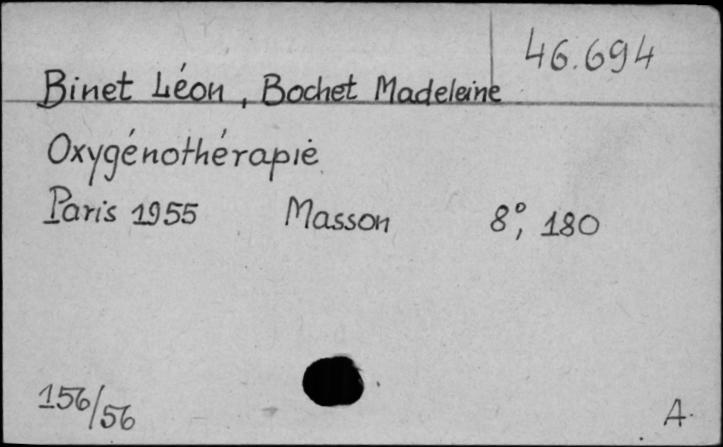 46.694
Binet Léon, Bochet Madeleine
Oxygénothérapie
Paris 1955 Masson 8°, 180
156/56
A.